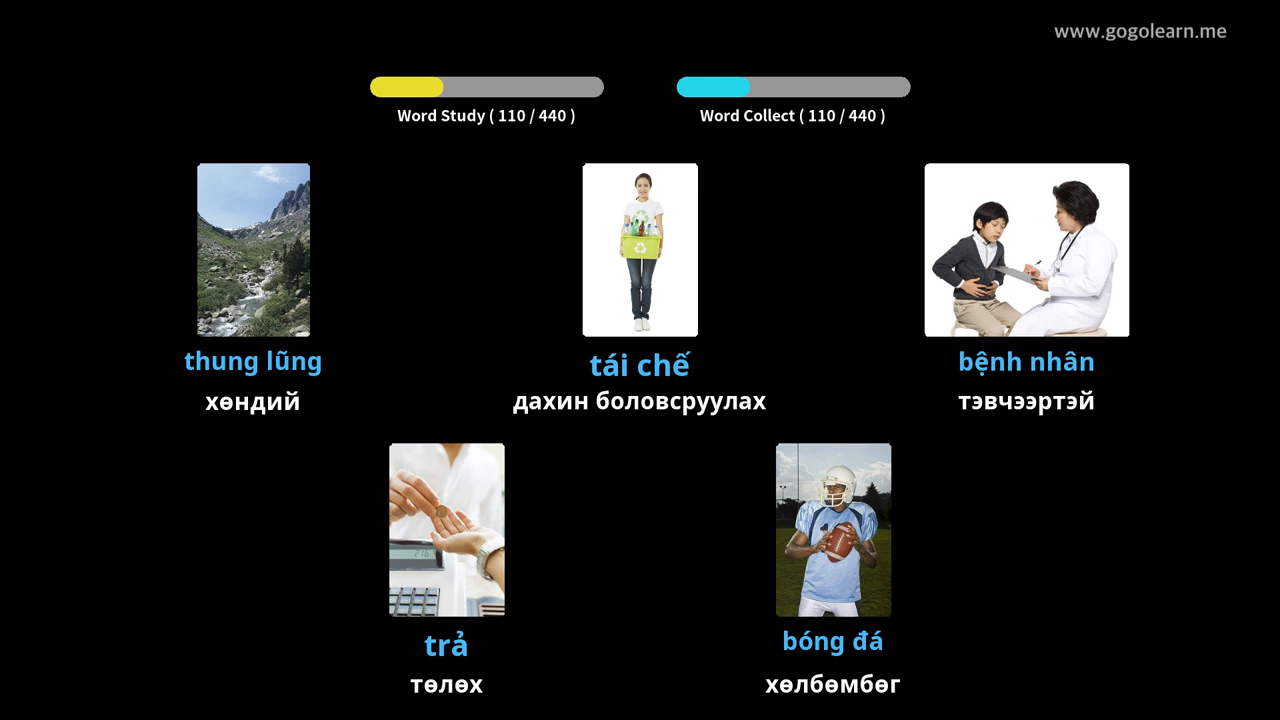 www.gogolearn.me
Word Study ( 110 / 440 )
Word Collect ( 110 / 440 )
thung lũng
tái chế
bệnh nhân
хөндий
дахин боловсруулах
тэвчээртэй
trả
bóng đá
төлөх
хөлбөмбөг